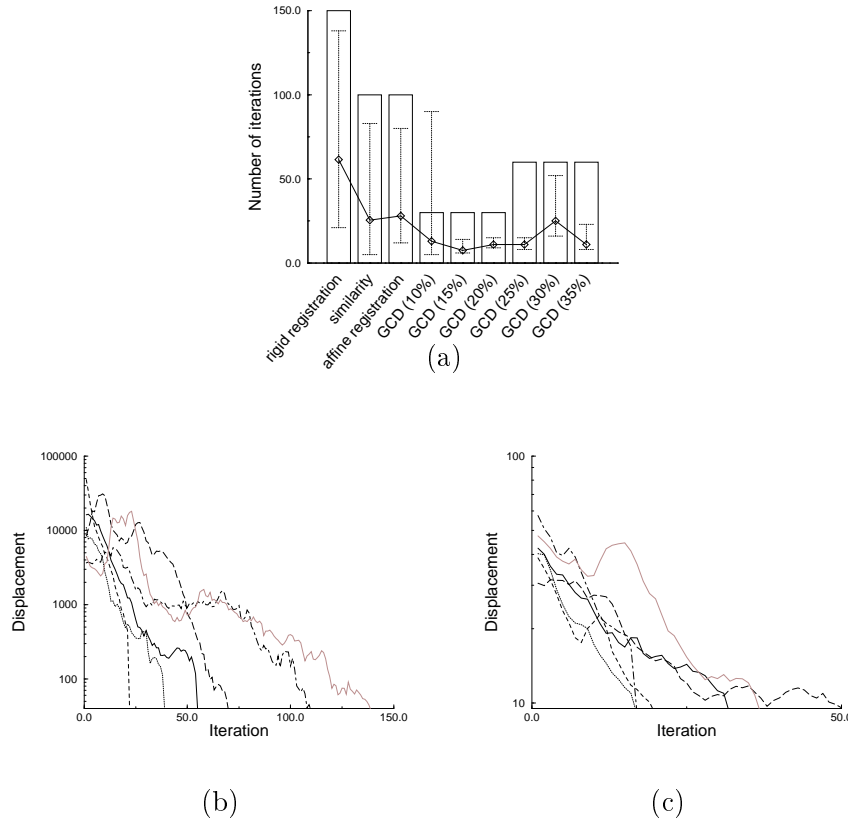 150.0
100.0
50.0
0.0
Number of iterations
rigid registration
similarity
affine registration
GCD (10%)
GCD (15%)
GCD (20%)
GCD (25%)
GCD (30%)
GCD (35%)
(a)
100000
10000
1000
100
Displacement
0.0 50.0 100.0 150.0
Iteration
(b)
100
10
Displacement
0.0 50.0
Iteration
(c)